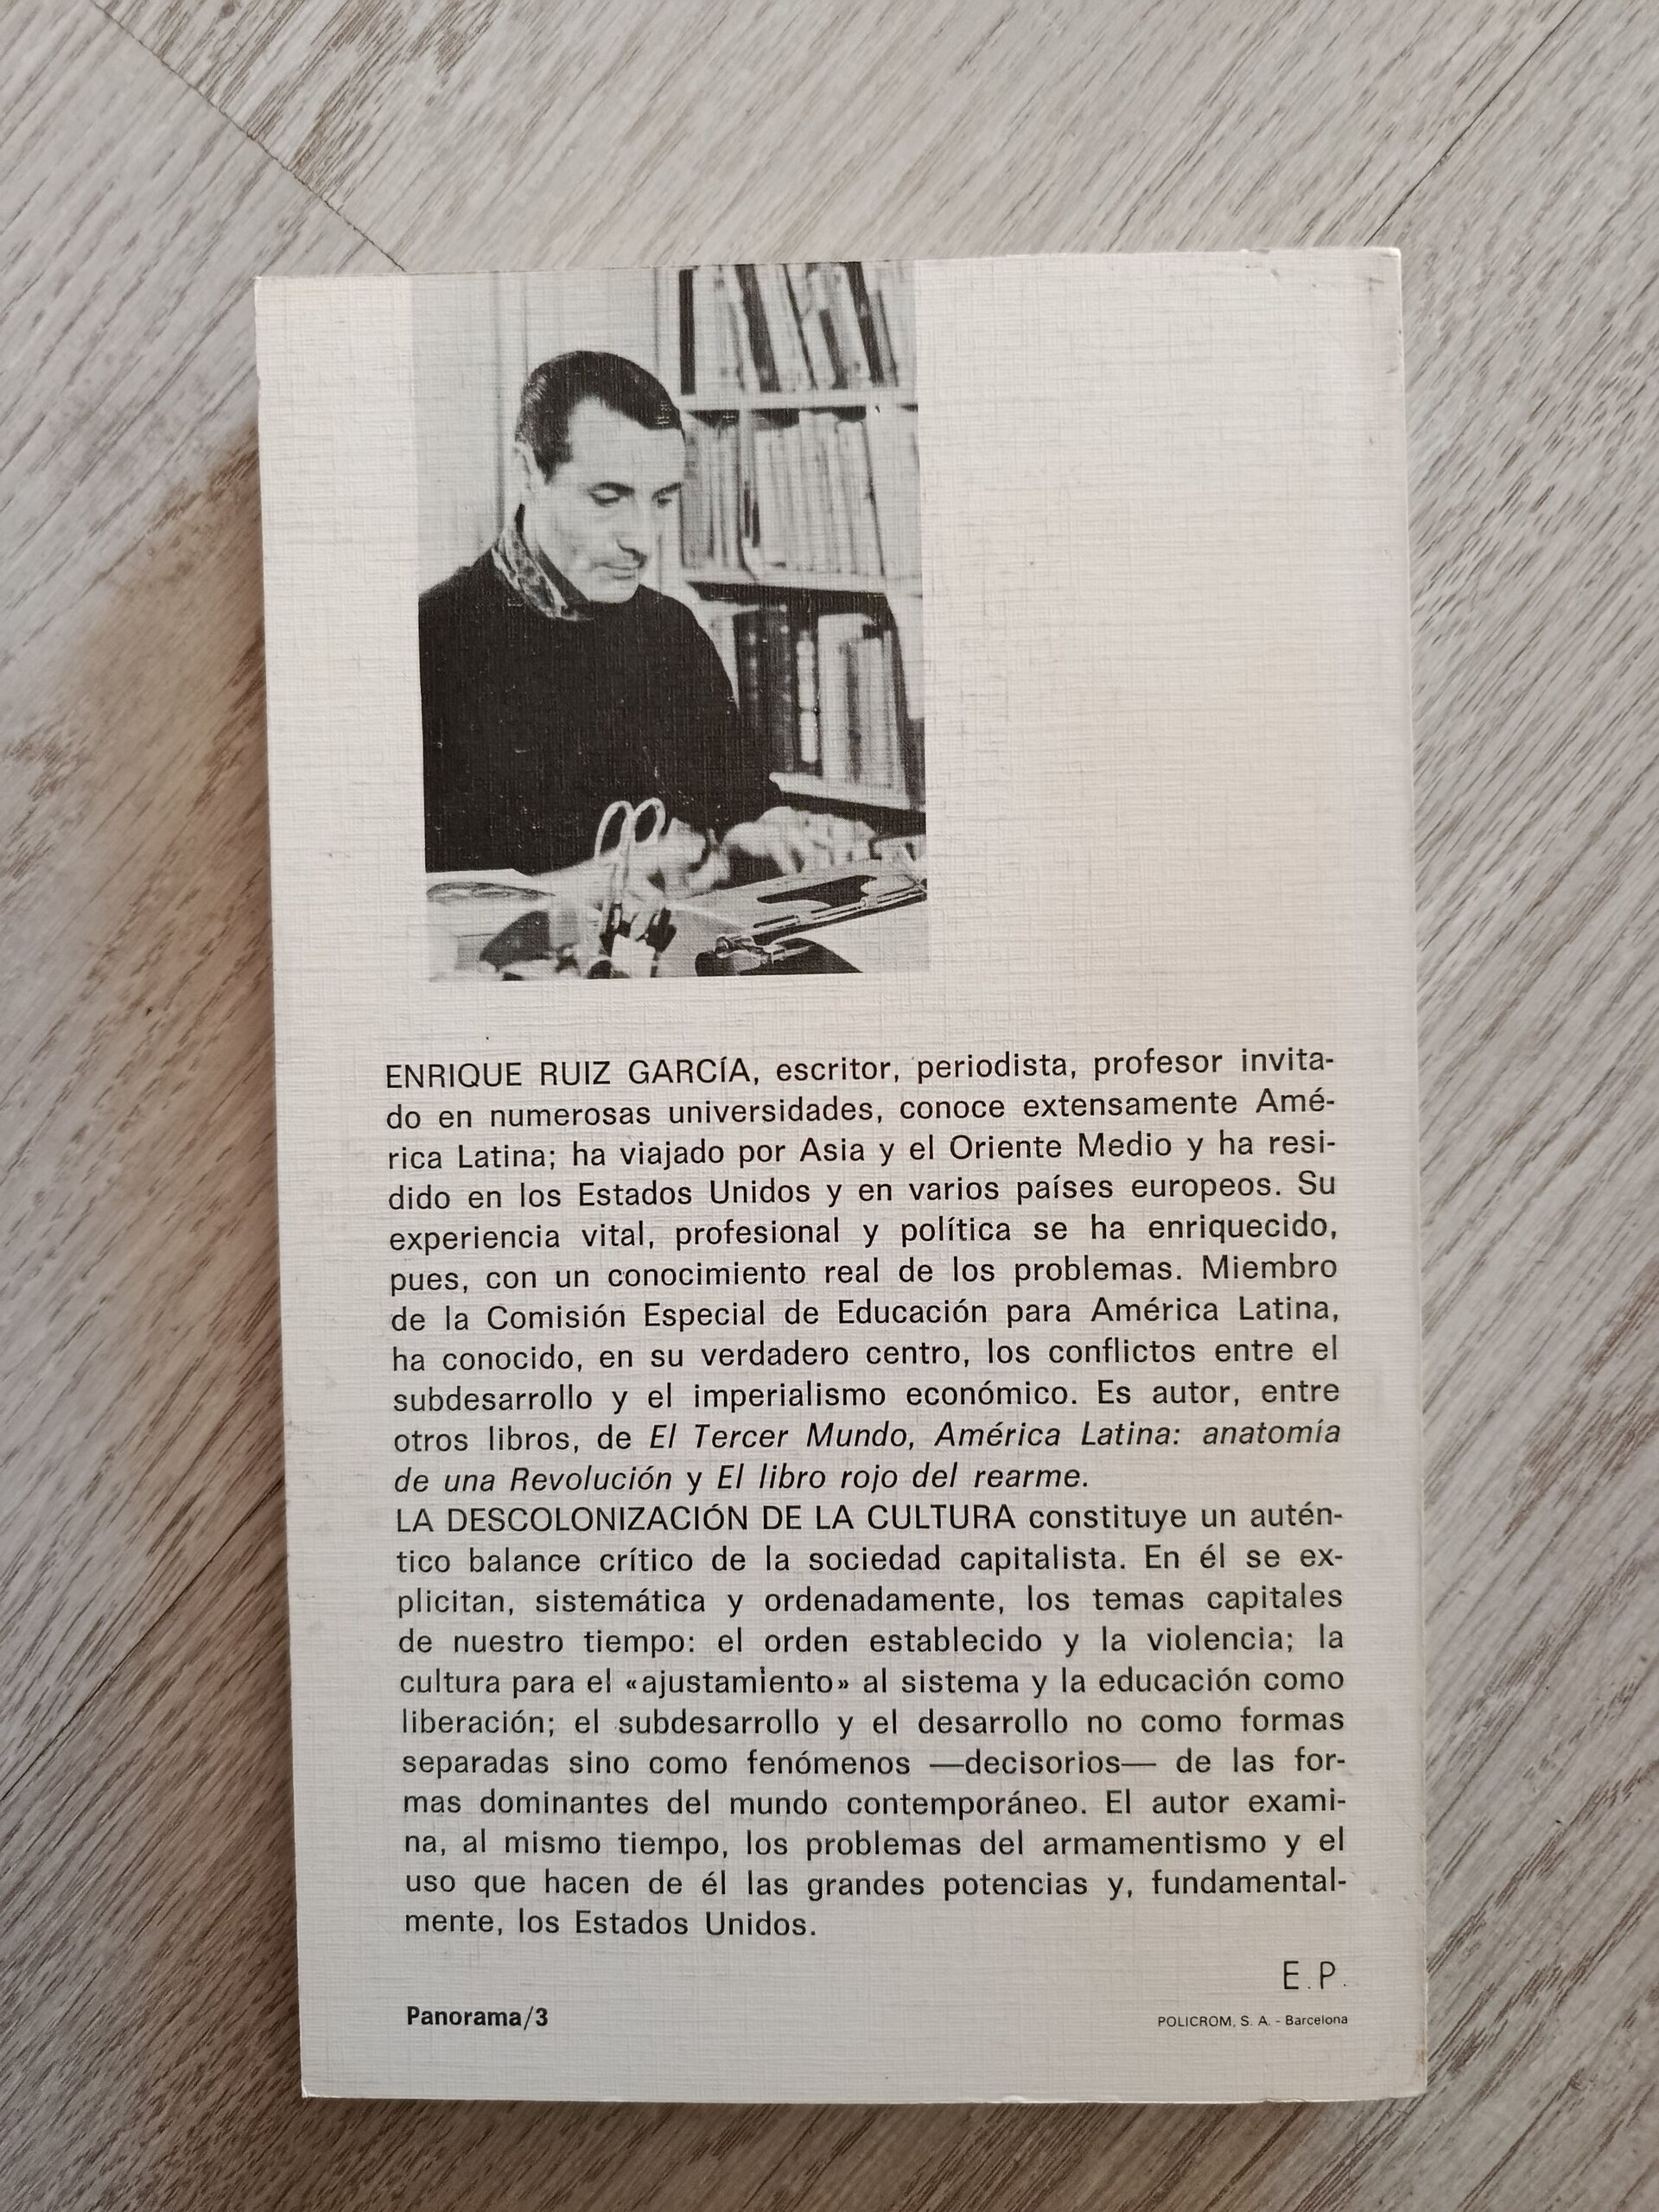 ENRIQUE RUIZ GARCÍA, escritor, periodista, profesor invita-
do en numerosas universidades, conoce extensamente Amé-
rica Latina; ha viajado por Asia y el Oriente Medio y ha resi-
dido en los Estados Unidos y en varios países europeos. Su
experiencia vital, profesional y política se ha enriquecido,
pues, con un conocimiento real de los problemas. Miembro
de la Comisión Especial de Educación para América Latina,
ha conocido, en su verdadero centro, los conflictos entre el
subdesarrollo y el imperialismo económico. Es autor, entre
otros libros, de El Tercer Mundo, América Latina: anatomía
de una Revolución y El libro rojo del rearme.
LA DESCOLONIZACIÓN DE LA CULTURA constituye un autén-
tico balance crítico de la sociedad capitalista. En él se ex-
plicitan, sistemática y ordenadamente, los temas capitales
de nuestro tiempo: el orden establecido y la violencia; la
cultura para el «ajustamiento» al sistema y la educación como
liberación; el subdesarrollo y el desarrollo no como formas
separadas sino como fenómenos —decisorios— de las for-
mas dominantes del mundo contemporáneo. El autor exami-
na, al mismo tiempo, los problemas del armamentismo y el
uso que hacen de él las grandes potencias y, fundamental-
mente, los Estados Unidos.
E.P.
Panorama/3
POLICROM, S. A. - Barcelona